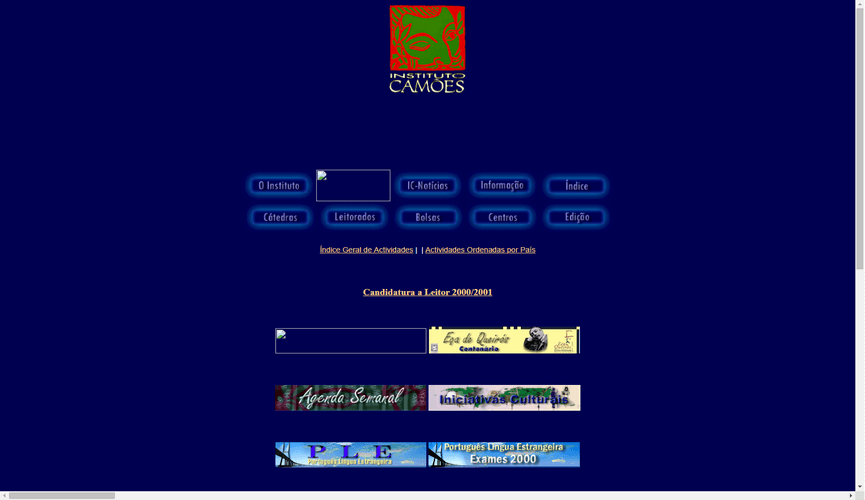 INSTITUTO
CAMÕES
O Instituto
IC-Notícias
Informação
Índice
Cátedras
Leitorados
Bolsas
Centros
Edição
Índice Geral de Actividades | | Actividades Ordenadas por País
Candidatura a Leitor 2000/2001
Eça de Queirós
Centenário
Agenda Semanal
Iniciativas Culturais
P L E
Português Língua Estrangeira
Português Língua Estrangeira
Exames 2000